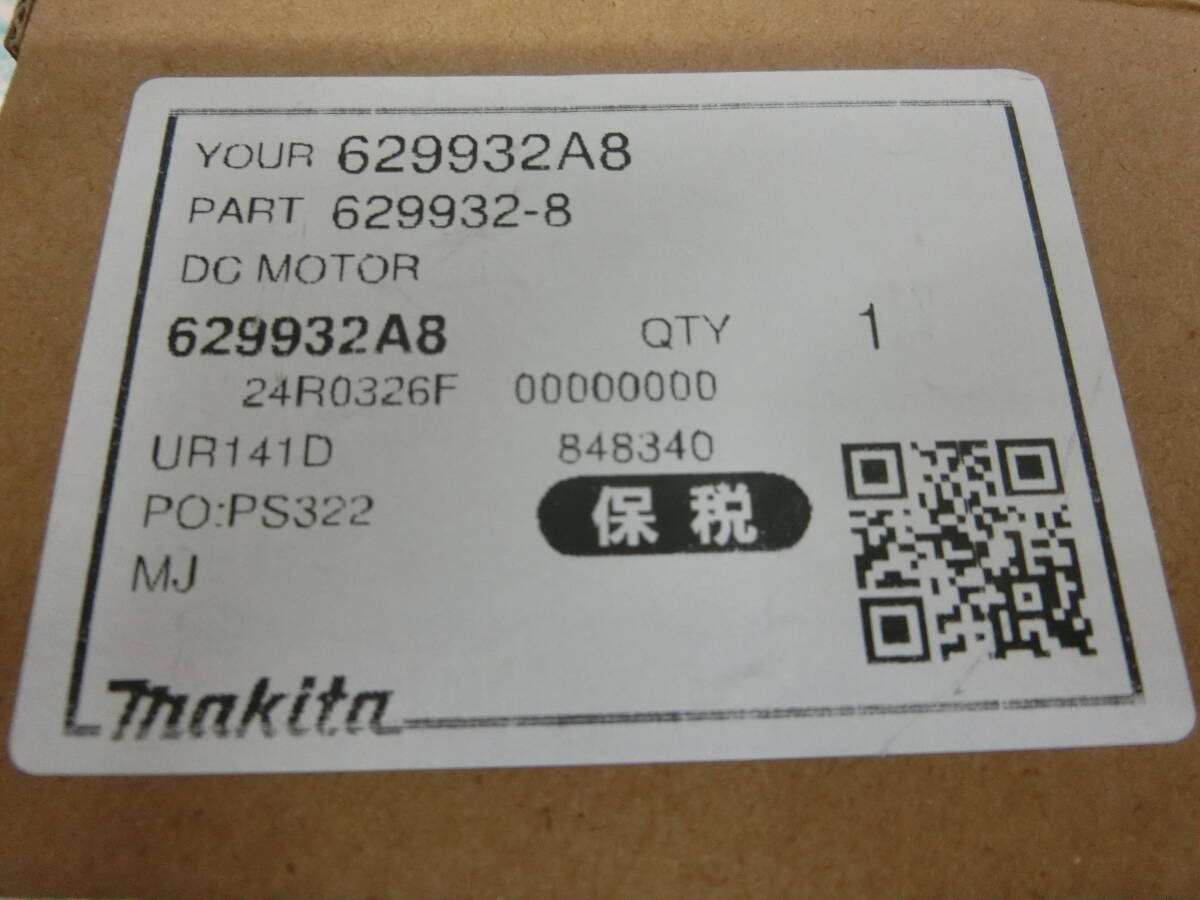 YOUR 629932A8
PART 629932-8
DC MOTOR
629932A8 QTY 1
24R0326F 00000000
UR141D 848340
PO:PS322 保税
MJ
makita